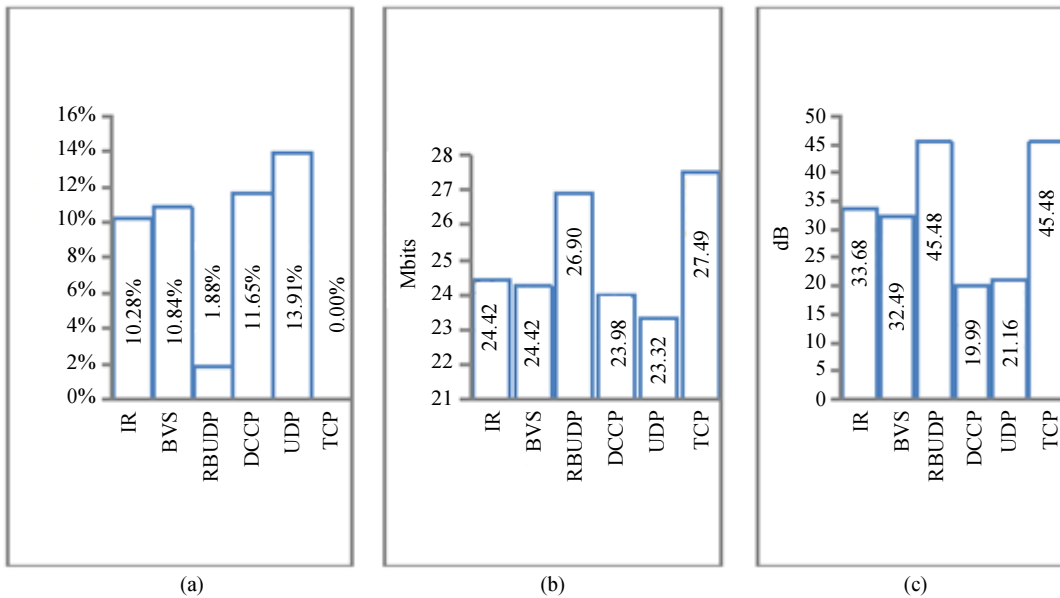 16%
14%
12%
10%
8%
6%
4%
2%
0%
10.28%
10.84%
1.88%
11.65%
13.91%
0.00%
IR
BVS
RBUDP
DCCP
UDP
TCP
(a)
Mbits
28
27
26
25
24
23
22
21
24.42
24.42
26.90
23.98
23.32
27.49
IR
BVS
RBUDP
DCCP
UDP
TCP
(b)
dB
50
45
40
35
30
25
20
15
10
5
0
33.68
32.49
45.48
19.99
21.16
45.48
IR
BVS
RBUDP
DCCP
UDP
TCP
(c)